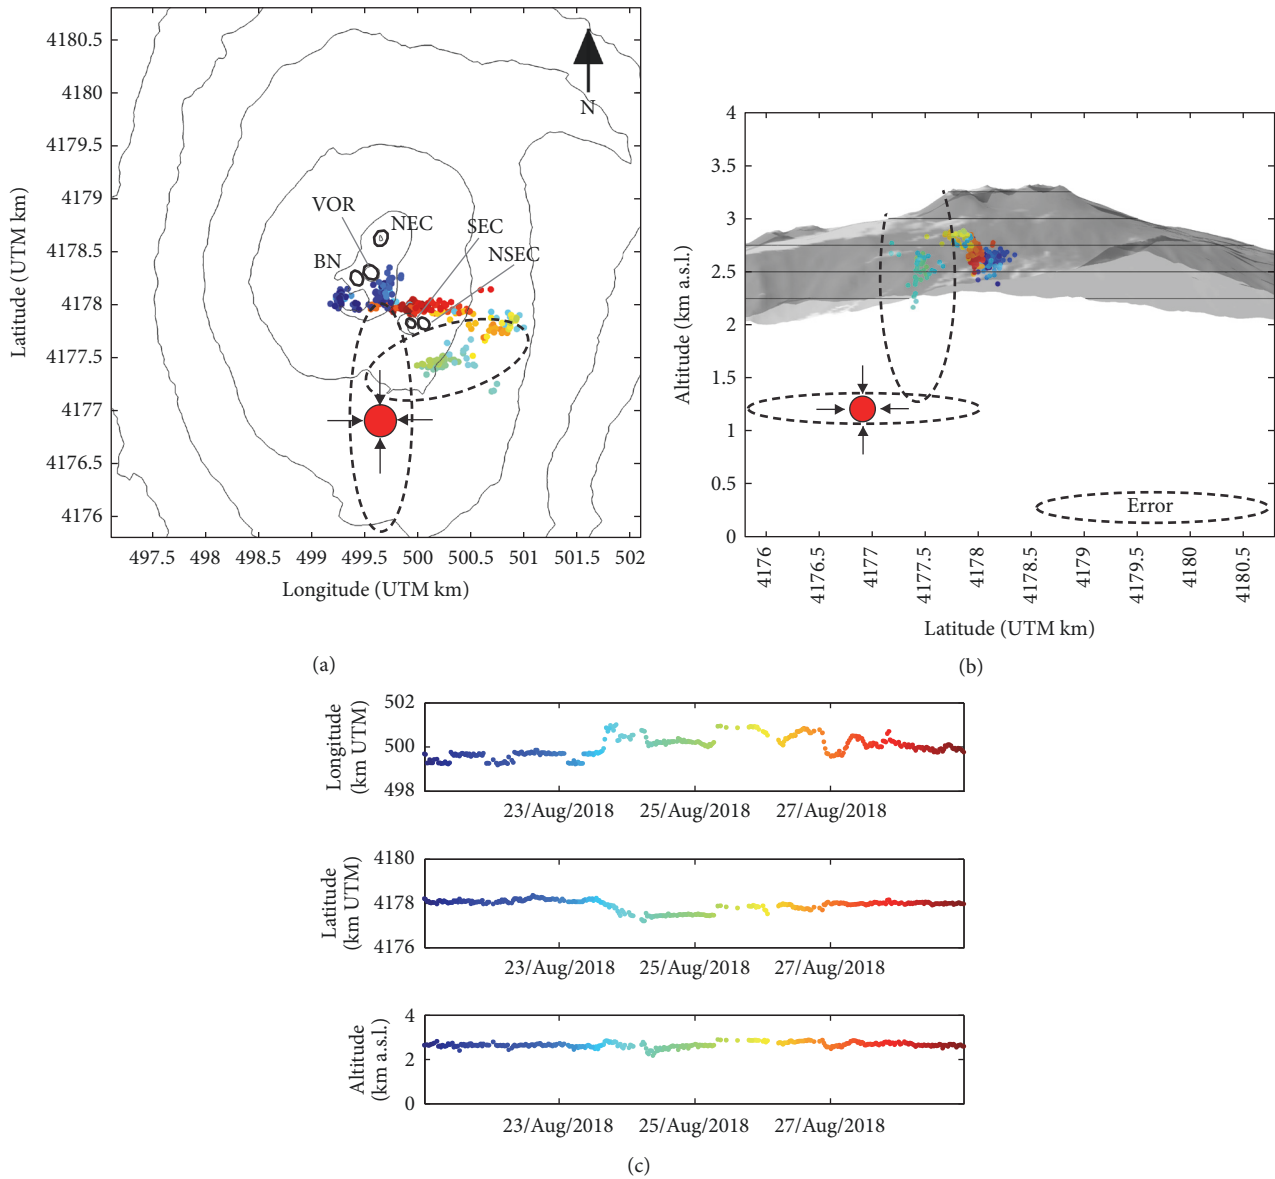 4180.5
4180
4179.5
4179
4178.5
4178
4177.5
4177
4176.5
4176
Latitude (UTM km)
N
VOR
NEC
SEC
BN
NSEC
497.5 498 498.5 499 499.5 500 500.5 501 501.5 502
Longitude (UTM km)
(a)
4
3.5
3
2.5
2
1.5
1
0.5
0
Altitude (km a.s.l.)
Error
4176
4176.5
4177
4177.5
4178
4178.5
4179
4179.5
4180
4180.5
Latitude (UTM km)
(b)
502
500
498
Longitude
(km UTM)
23/Aug/2018 25/Aug/2018 27/Aug/2018
4180
4178
4176
Latitude
(km UTM)
23/Aug/2018 25/Aug/2018 27/Aug/2018
4
2
0
Altitude
(km a.s.l.)
23/Aug/2018 25/Aug/2018 27/Aug/2018
(c)